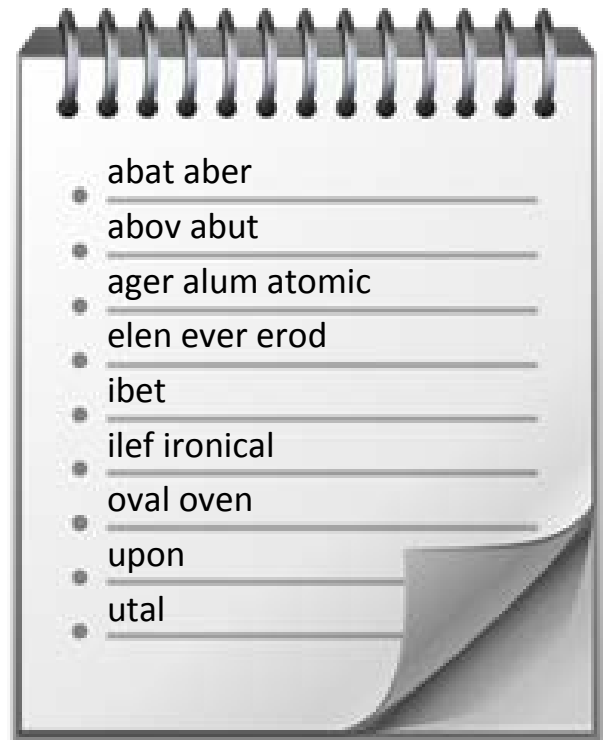 abat aber
abov abut
ager alum atomic
elen ever erod
ibet
ilef ironical
oval oven
upon
utal